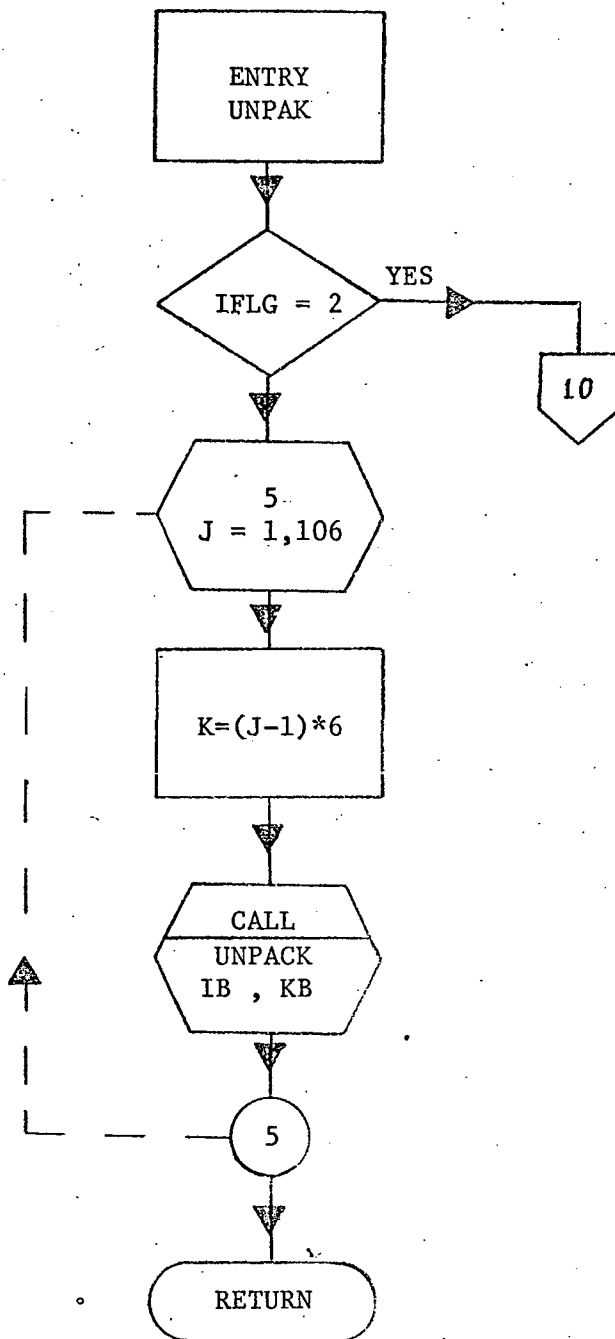 ENTRY
UNPAK
IFLG = 2
YES
10
5
J = 1,106
K=(J-1)*6
CALL
UNPACK
IB , KB
5
RETURN